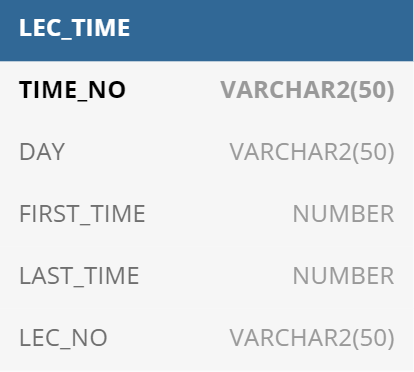 LEC_TIME
TIME_NO VARCHAR2(50)
DAY VARCHAR2(50)
FIRST_TIME NUMBER
LAST_TIME NUMBER
LEC_NO VARCHAR2(50)